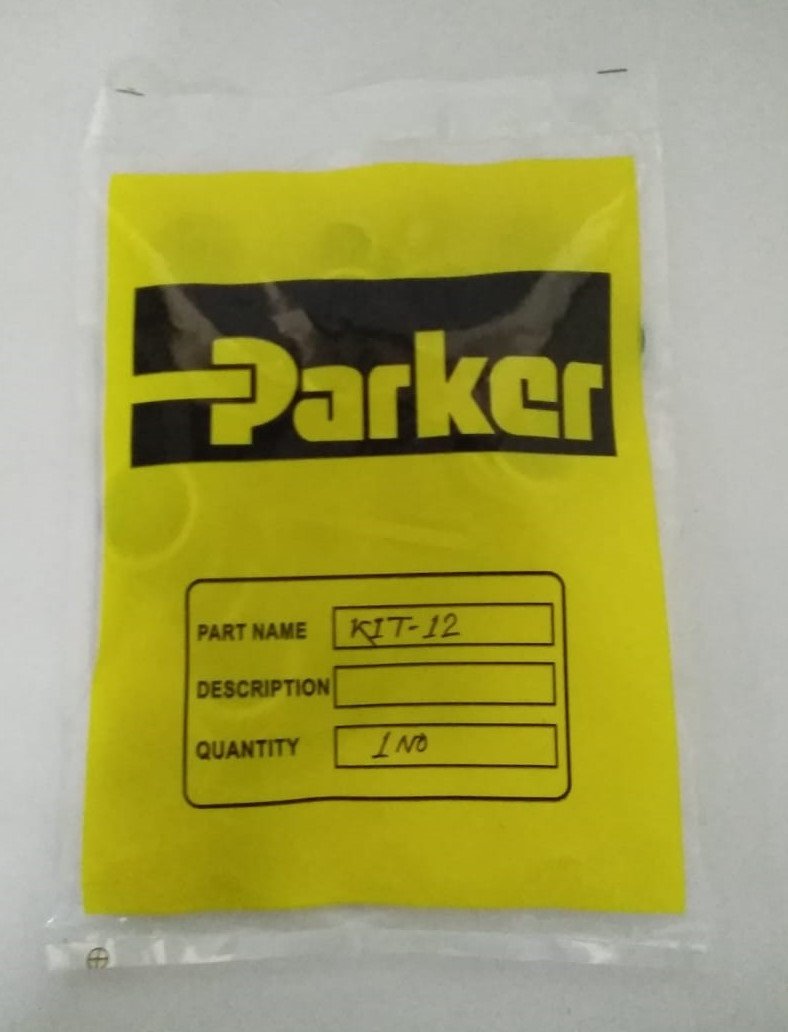 Parker
PART NAME KIT-12
DESCRIPTION
QUANTITY 1 NO